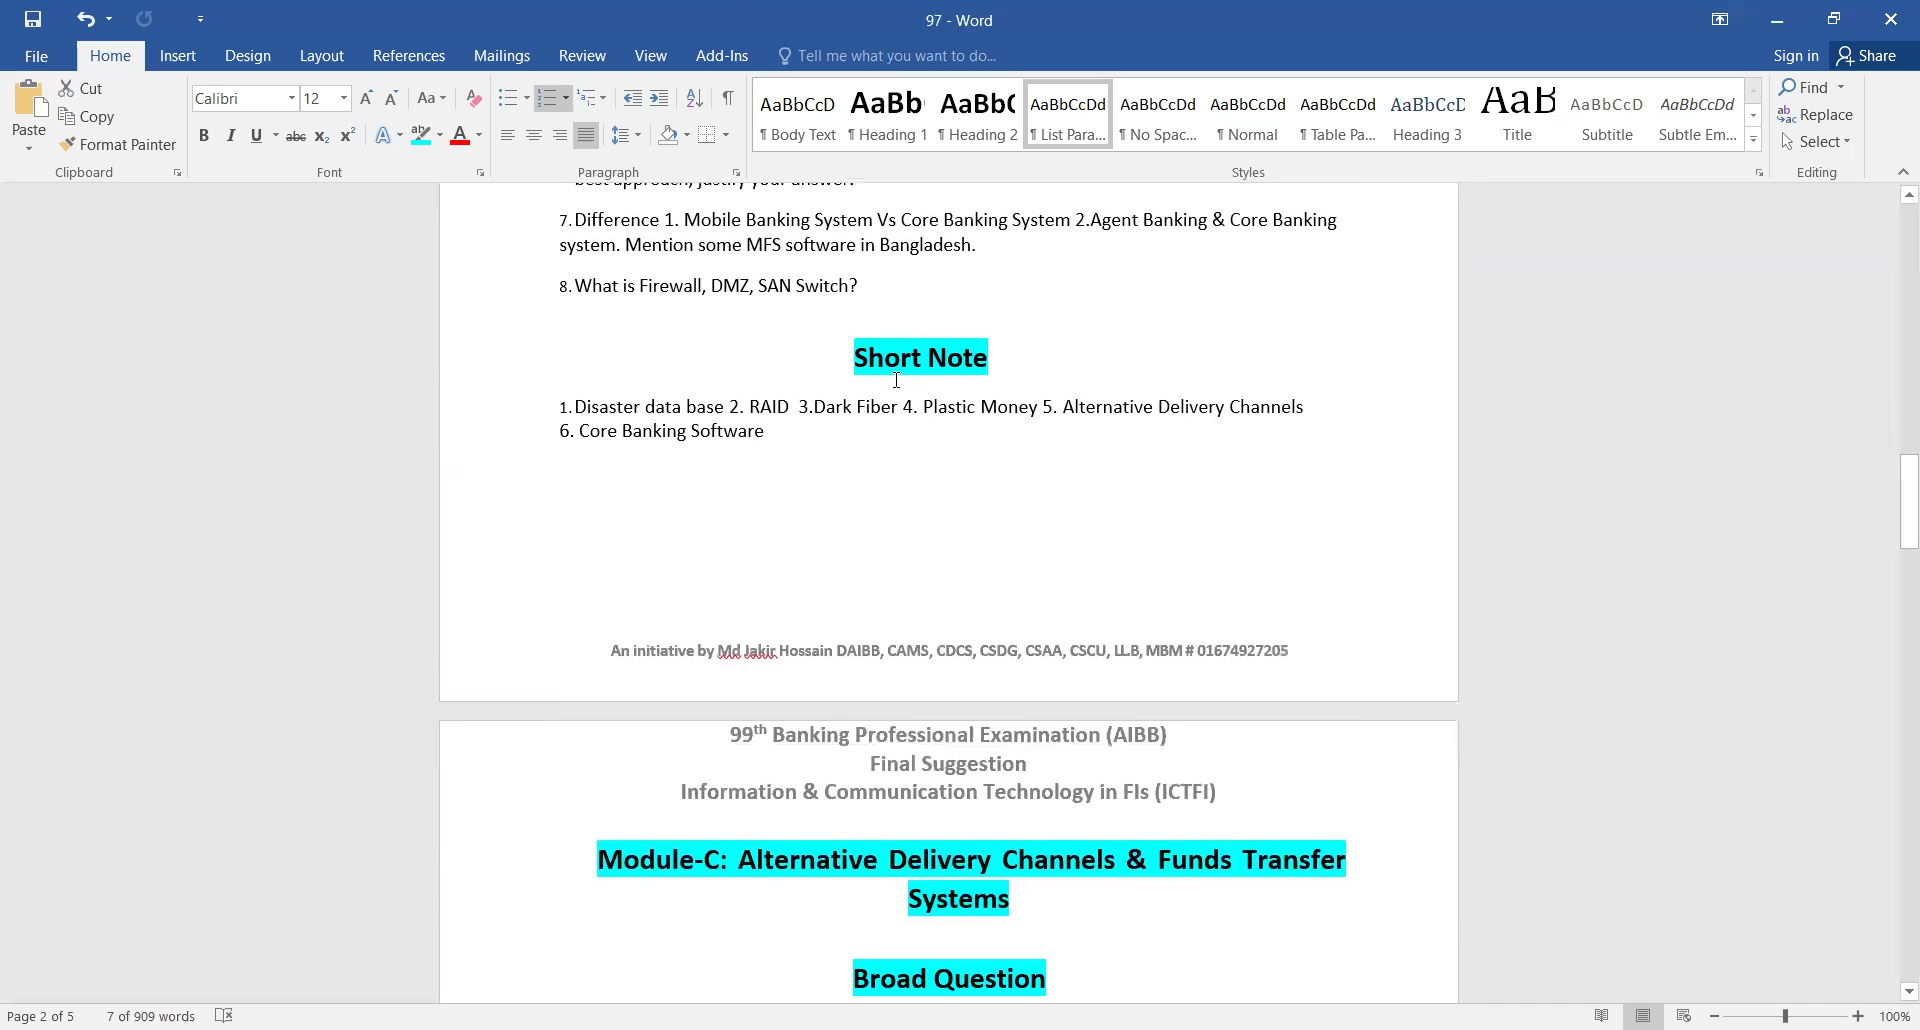 97 - Word
File Home Insert Design Layout References Mailings Review View Add-Ins Tell me what you want to do... Sign in Share
Paste Cut Copy Format Painter Clipboard
Calibri 12 Font
Paragraph
AaBbCcD ¶ Body Text
AaBb ¶ Heading 1
AaBbC ¶ Heading 2
AaBbCcDd ¶ List Para...
AaBbCcDd ¶ No Spac...
AaBbCcDd ¶ Normal
AaBbCcDd ¶ Table Pa...
AaBbCcD Heading 3
AaB Title
AaBbCcD Subtitle
AaBbCcDd Subtle Em...
Styles
Find Replace Select Editing
best approch, justify your answer.
7. Difference 1. Mobile Banking System Vs Core Banking System 2.Agent Banking & Core Banking
system. Mention some MFS software in Bangladesh.
8. What is Firewall, DMZ, SAN Switch?
Short Note
1. Disaster data base 2. RAID 3.Dark Fiber 4. Plastic Money 5. Alternative Delivery Channels
6. Core Banking Software
An initiative by Md Jakir Hossain DAIBB, CAMS, CDCS, CSDG, CSAA, CSCU, LL.B, MBM # 01674927205
99th Banking Professional Examination (AIBB)
Final Suggestion
Information & Communication Technology in FIs (ICTFI)
Module-C: Alternative Delivery Channels & Funds Transfer
Systems
Broad Question
Page 2 of 5 7 of 909 words 100%